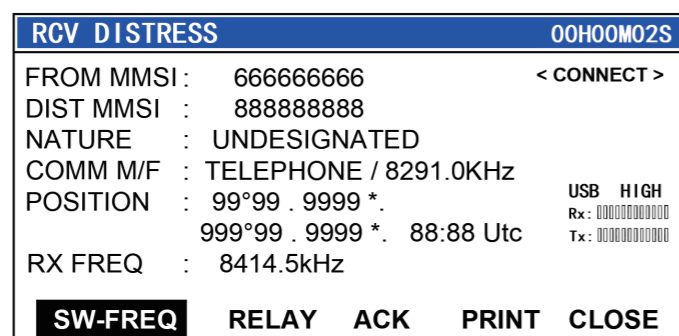 RCV DISTRESS 00H00M02S
FROM MMSI : 666666666 < CONNECT >
DIST MMSI : 888888888
NATURE : UNDESIGNATED
COMM M/F : TELEPHONE / 8291.0KHz
POSITION : 99°99 . 9999 *. USB HIGH
Rx:
999°99 . 9999 *. 88:88 Utc Tx:
RX FREQ : 8414.5kHz
SW-FREQ RELAY ACK PRINT CLOSE